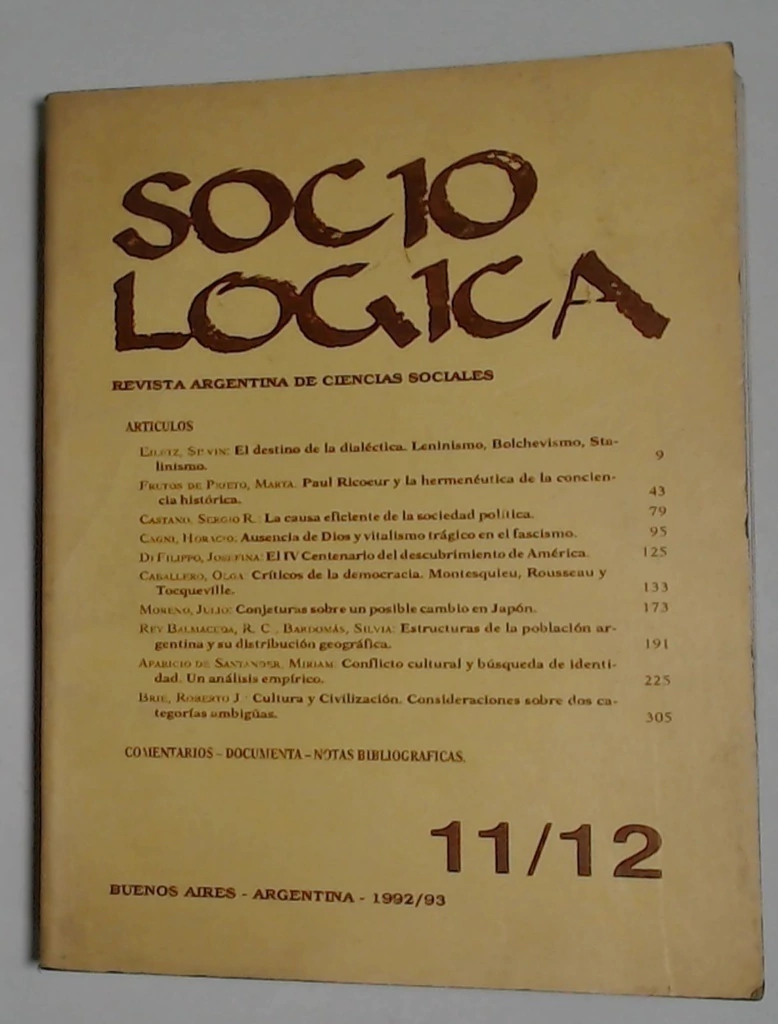 SOCIO
LOGICA
REVISTA ARGENTINA DE CIENCIAS SOCIALES
ARTICULOS
El destino de la dialéctica. Leninismo, Bolchevismo, Sta-
linismo. 9
FRUTOS DE PRIETO, MARTA: Paul Ricoeur y la hermenéutica de la concien-
cia histórica. 43
CASTAÑO, SERGIO R.: La causa eficiente de la sociedad política. 79
CAGNI, HORACIO: Ausencia de Dios y vitalismo trágico en el fascismo. 95
DI FILIPPO, JOSEFINA: El IV Centenario del descubrimiento de América. 125
CABALLERO, OLGA: Críticos de la democracia. Montesquieu, Rousseau y
Tocqueville. 133
MORENO, JULIO: Conjeturas sobre un posible cambio en Japón. 173
REY BALMACEDA, R. C., BARDOMÁS, SILVIA: Estructuras de la población ar-
gentina y su distribución geográfica. 191
APARICIO DE SANTANDER, MIRIAM: Conflicto cultural y búsqueda de identi-
dad. Un análisis empírico. 225
BRIE, ROBERTO J.: Cultura y Civilización. Consideraciones sobre dos ca-
tegorías ambigüas. 305
COMENTARIOS – DOCUMENTA – NOTAS BIBLIOGRAFICAS.
11/12
BUENOS AIRES - ARGENTINA - 1992/93